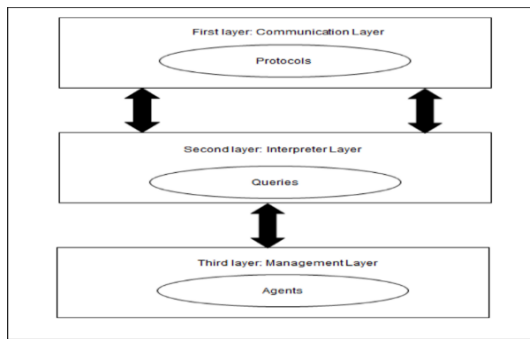 First layer: Communication Layer
Protocols
Second layer: Interpreter Layer
Queries
Third layer: Management Layer
Agents